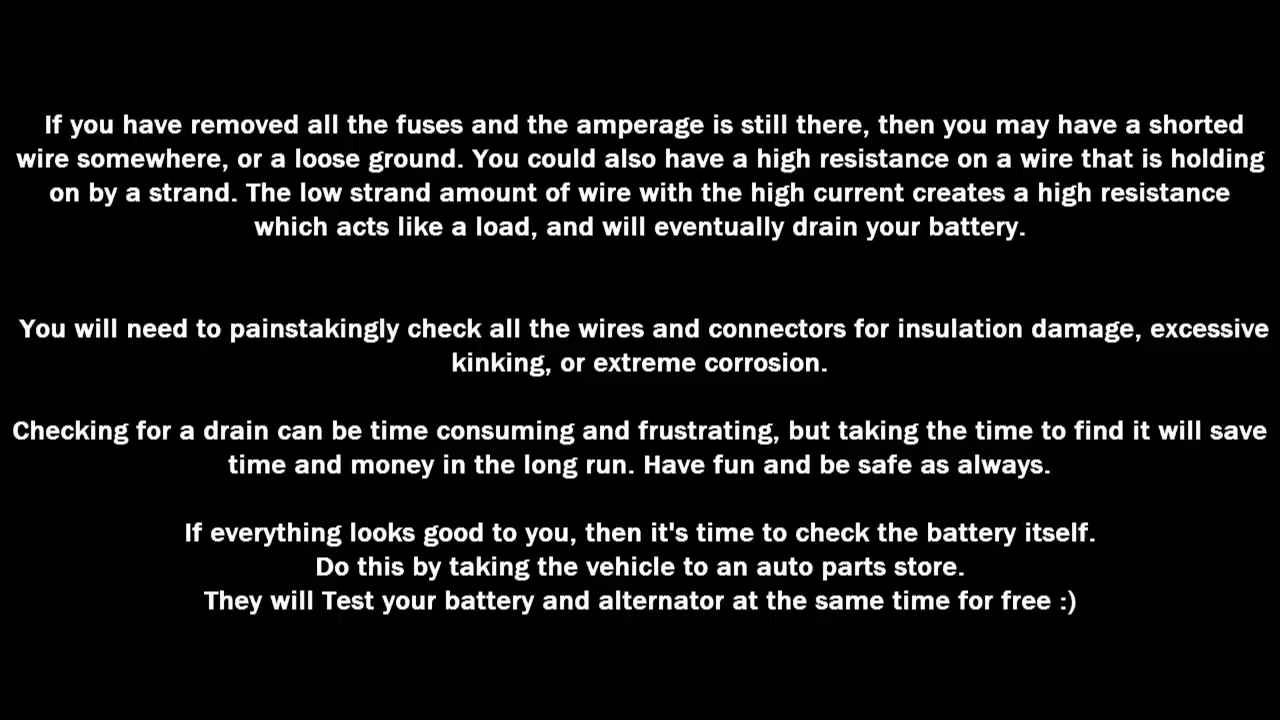 If you have removed all the fuses and the amperage is still there, then you may have a shorted
wire somewhere, or a loose ground. You could also have a high resistance on a wire that is holding
on by a strand. The low strand amount of wire with the high current creates a high resistance
which acts like a load, and will eventually drain your battery.
You will need to painstakingly check all the wires and connectors for insulation damage, excessive
kinking, or extreme corrosion.
Checking for a drain can be time consuming and frustrating, but taking the time to find it will save
time and money in the long run. Have fun and be safe as always.
If everything looks good to you, then it's time to check the battery itself.
Do this by taking the vehicle to an auto parts store.
They will Test your battery and alternator at the same time for free :)